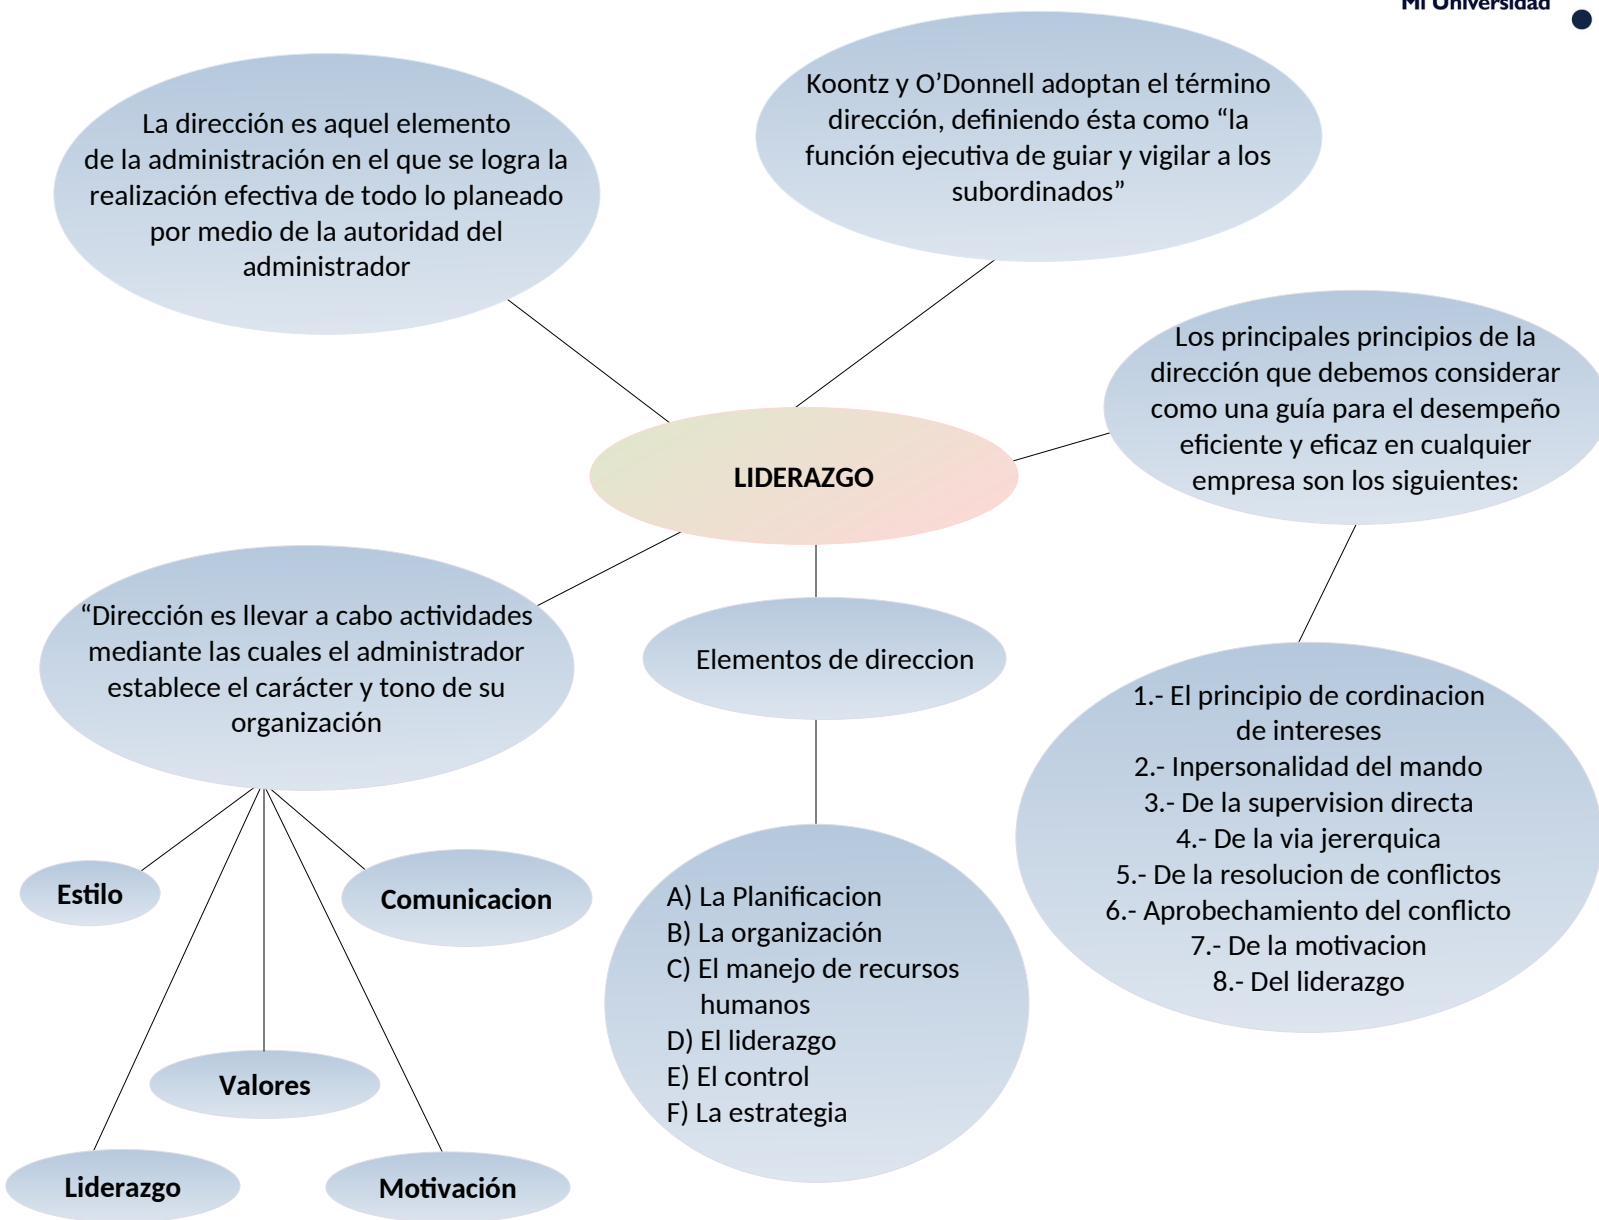 Mi Universidad
La dirección es aquel elemento
de la administración en el que se logra la
realización efectiva de todo lo planeado
por medio de la autoridad del
administrador
Koontz y O’Donnell adoptan el término
dirección, definiendo ésta como “la
función ejecutiva de guiar y vigilar a los
subordinados”
Los principales principios de la
dirección que debemos considerar
como una guía para el desempeño
eficiente y eficaz en cualquier
empresa son los siguientes:
LIDERAZGO
“Dirección es llevar a cabo actividades
mediante las cuales el administrador
establece el carácter y tono de su
organización
Elementos de direccion
1.- El principio de cordinacion
de intereses
2.- Inpersonalidad del mando
3.- De la supervision directa
4.- De la via jererquica
5.- De la resolucion de conflictos
6.- Aprobechamiento del conflicto
7.- De la motivacion
8.- Del liderazgo
Estilo
Comunicacion
A) La Planificacion
B) La organización
C) El manejo de recursos
humanos
D) El liderazgo
E) El control
F) La estrategia
Valores
Liderazgo
Motivación